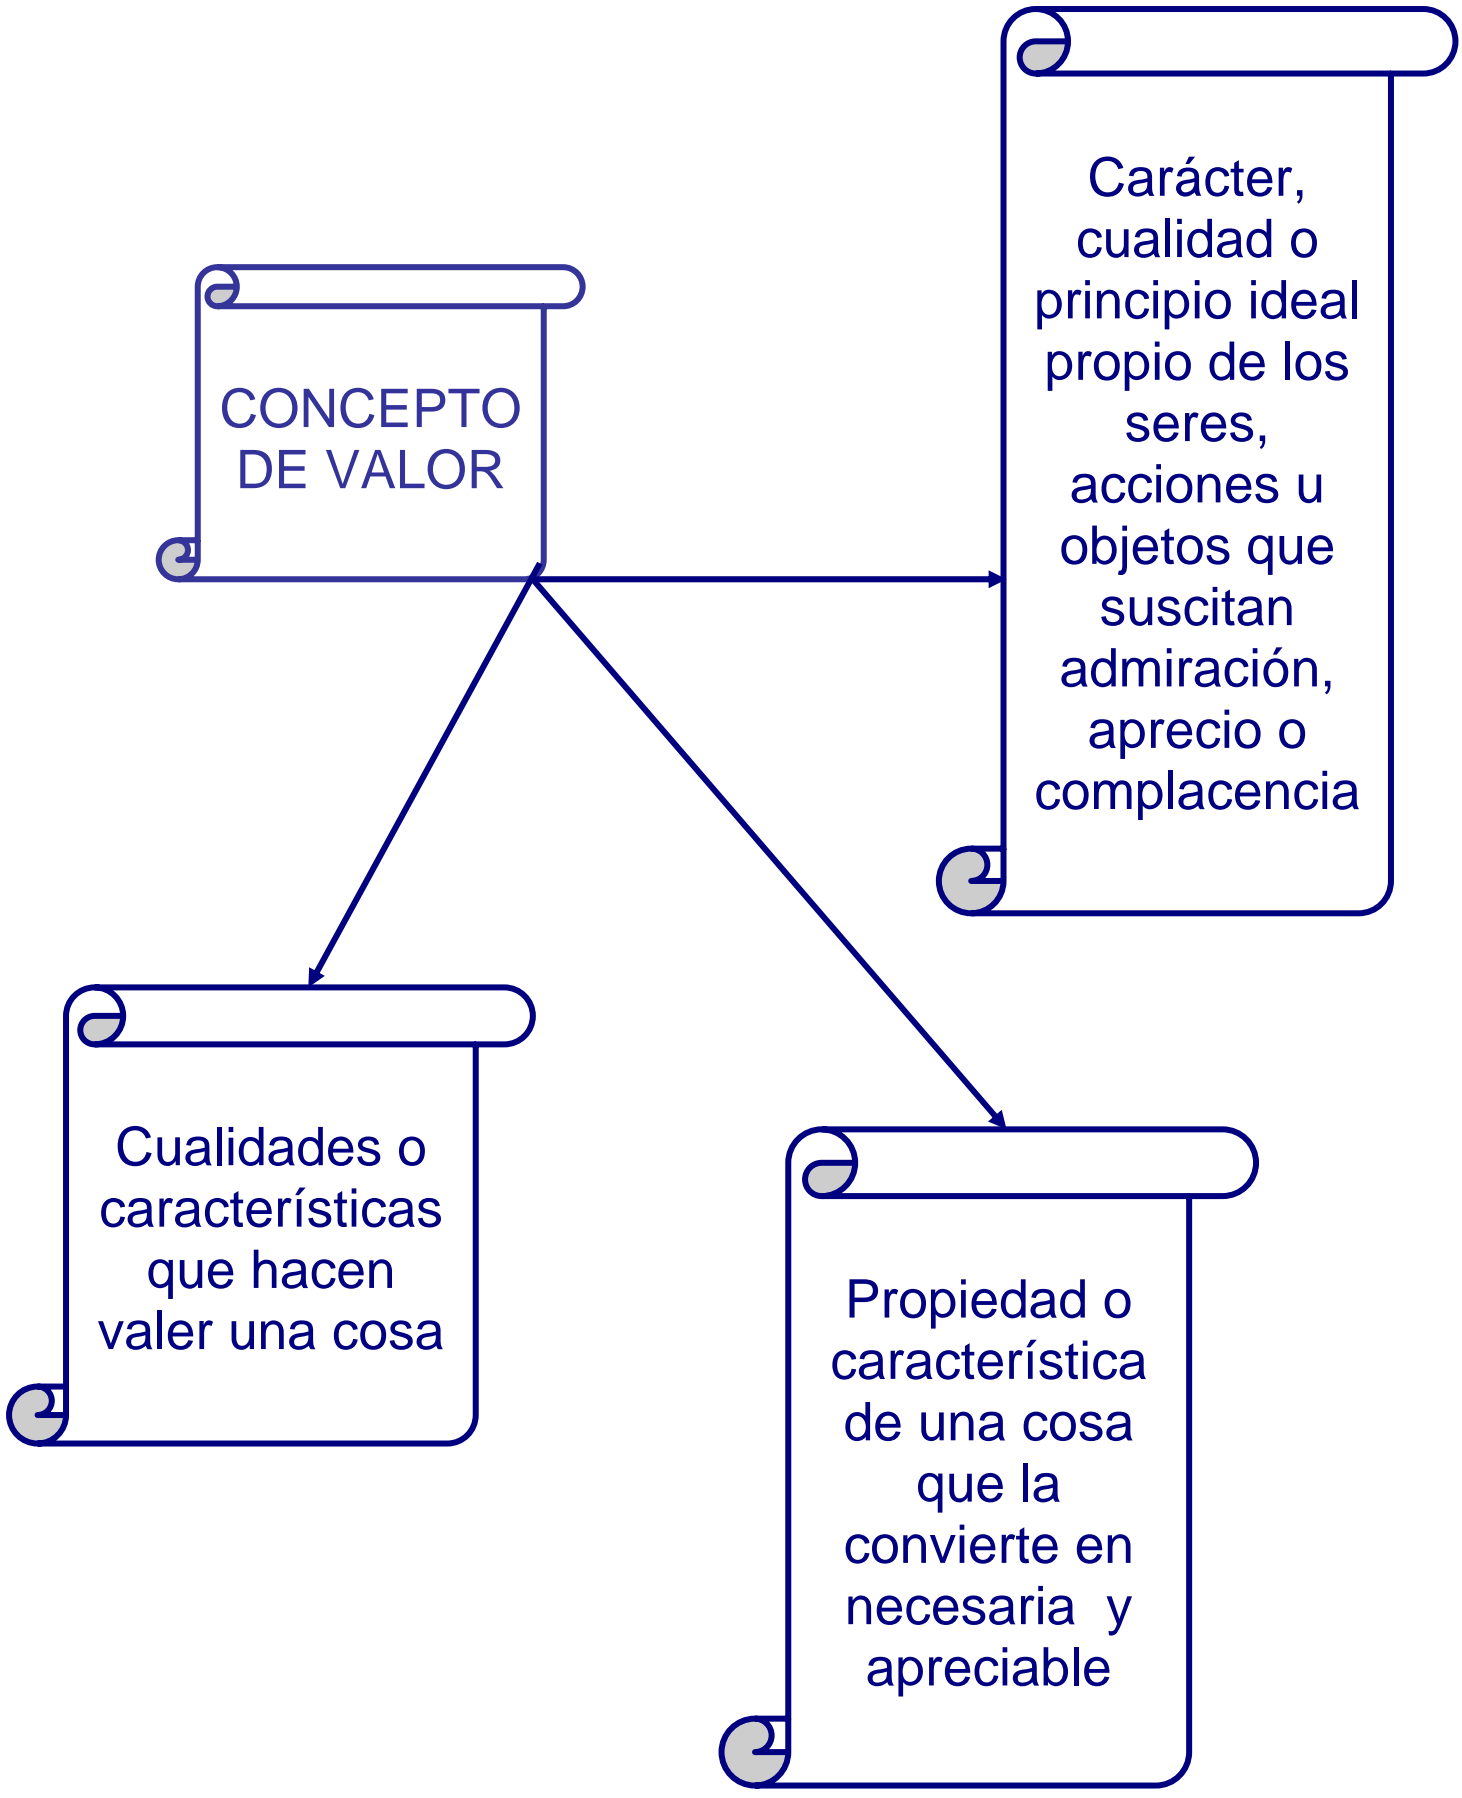 CONCEPTO
DE VALOR
Carácter,
cualidad o
principio ideal
propio de los
seres,
acciones u
objetos que
suscitan
admiración,
aprecio o
complacencia
Cualidades o
características
que hacen
valer una cosa
Propiedad o
característica
de una cosa
que la
convierte en
necesaria  y
apreciable